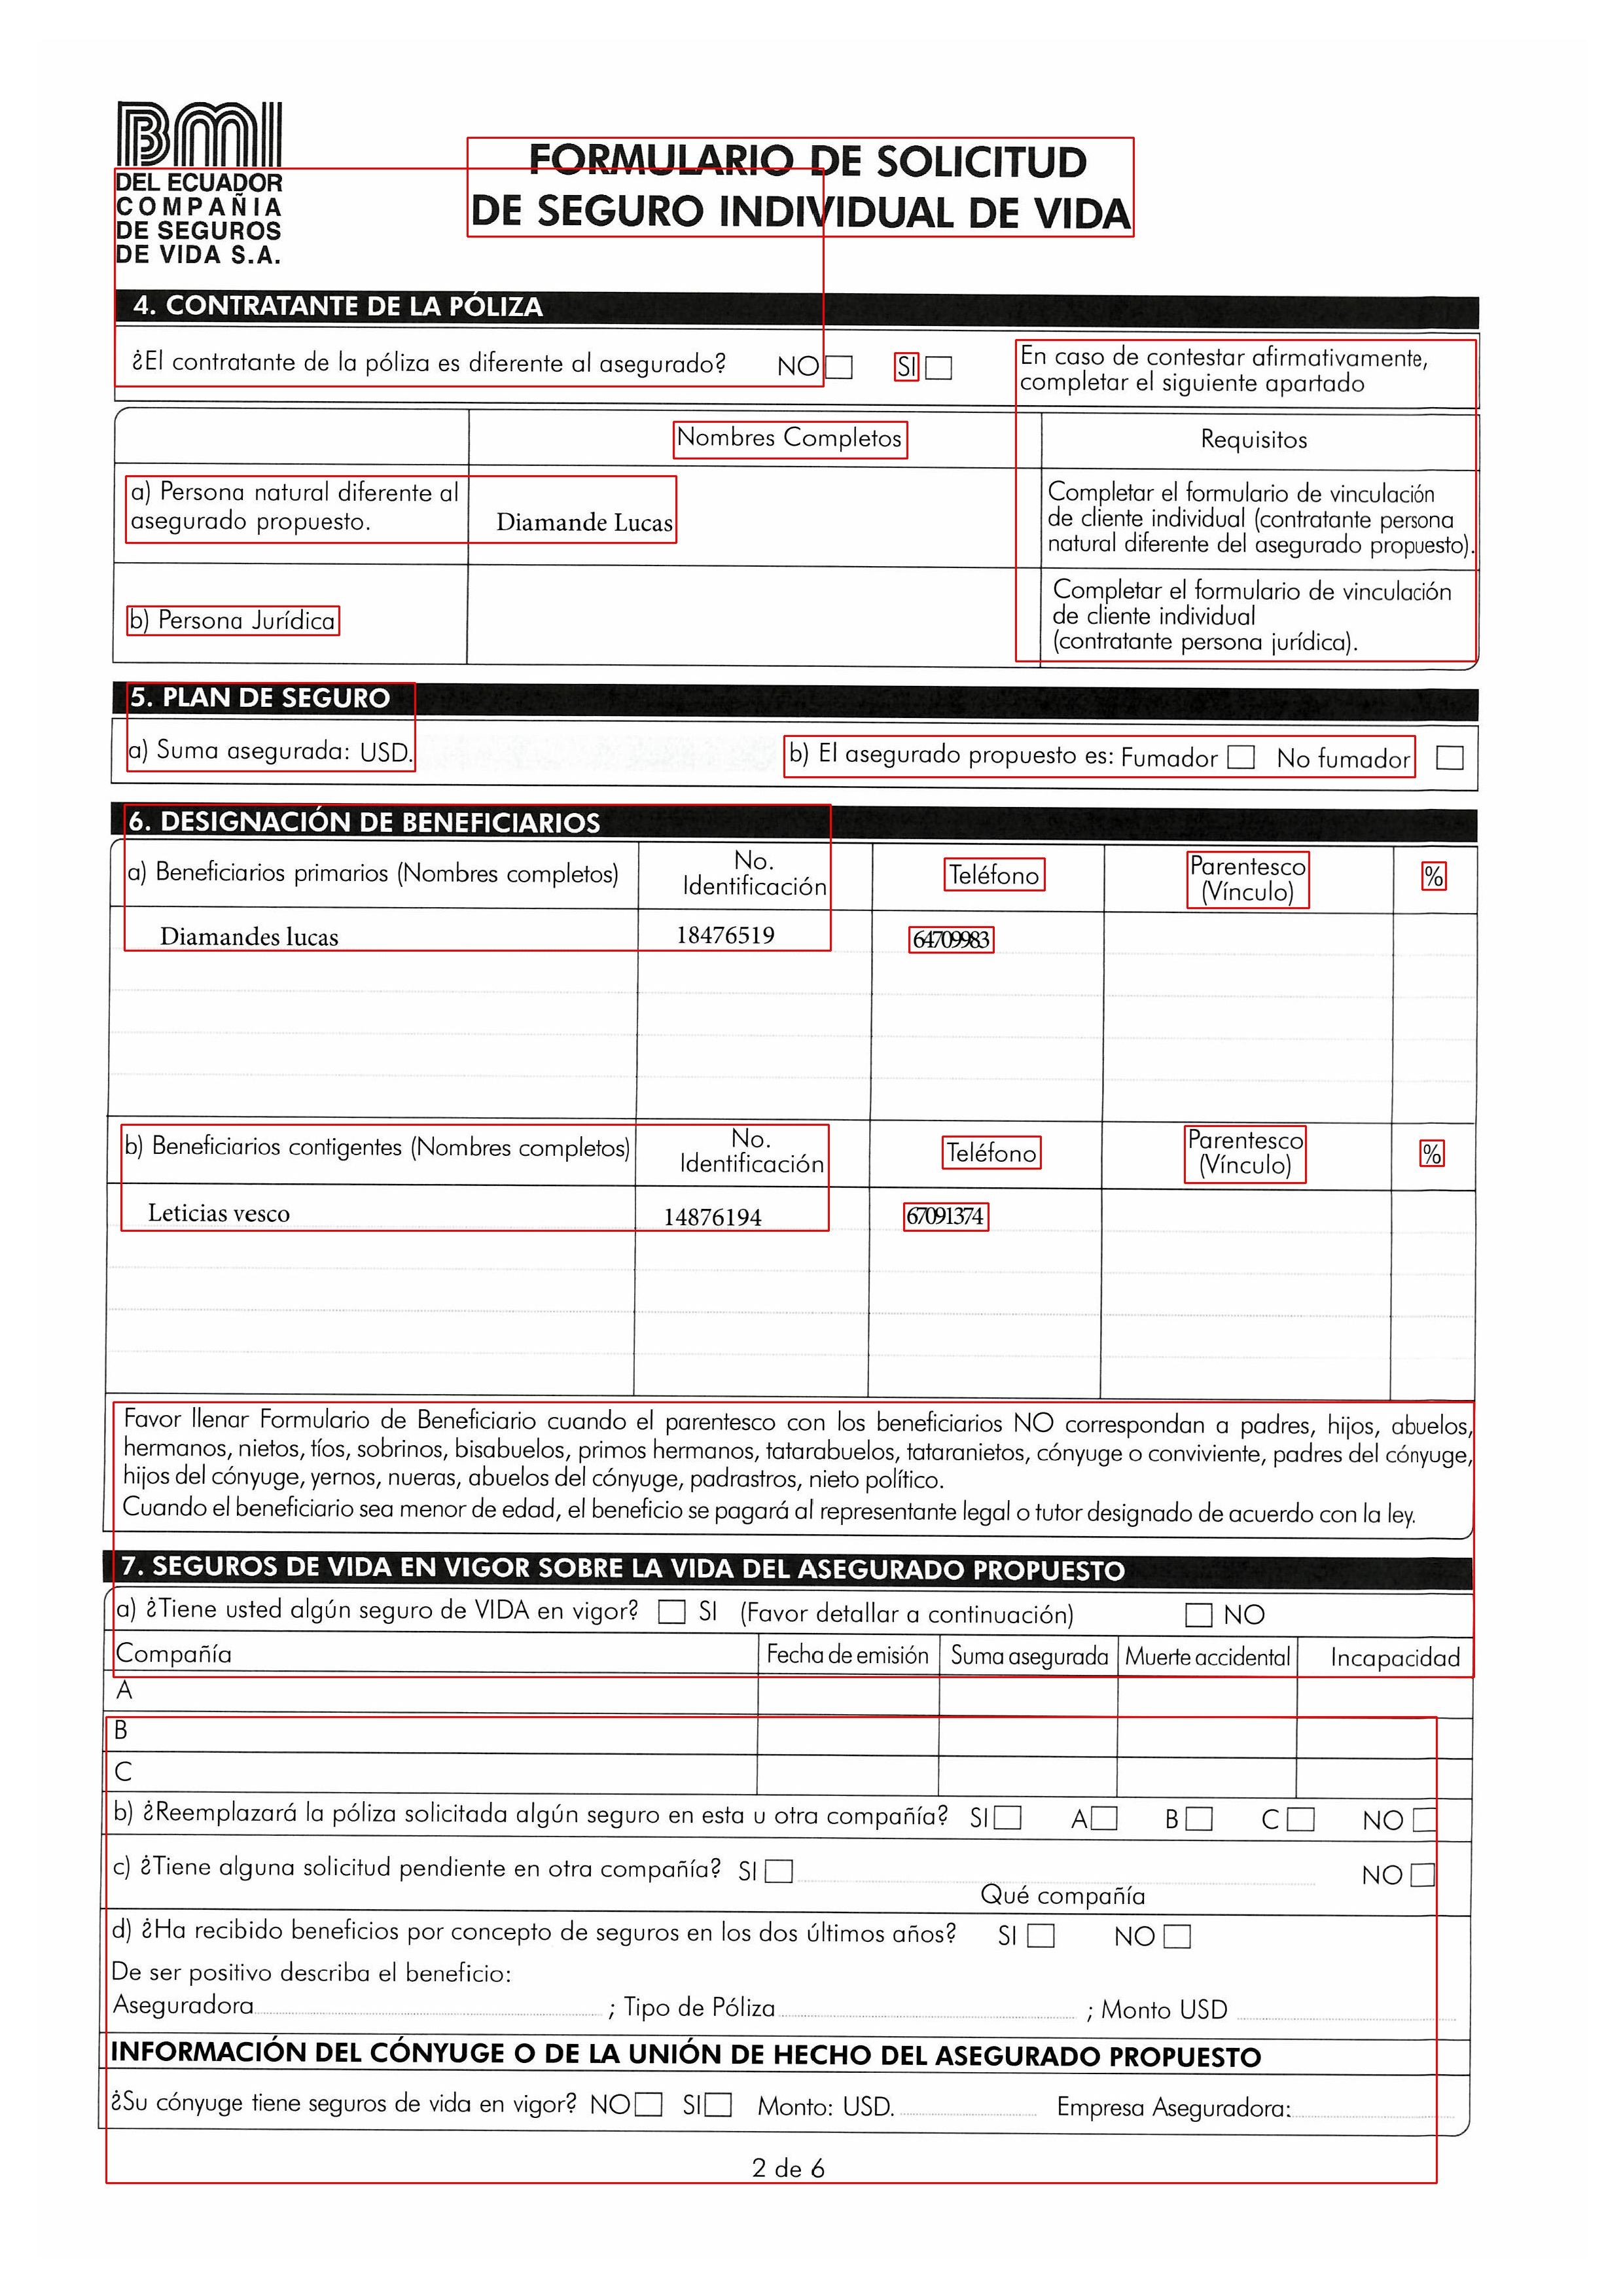 BMI
DEL ECUADOR
COMPAÑIA
DE SEGUROS
DE VIDA S.A.
FORMULARIO DE SOLICITUD
DE SEGURO INDIVIDUAL DE VIDA
4. CONTRATANTE DE LA PÓLIZA
¿El contratante de la póliza es diferente al asegurado? NO SI
En caso de contestar afirmativamente,
completar el siguiente apartado
Nombres Completos
Requisitos
a) Persona natural diferente al
asegurado propuesto.
Diamande Lucas
Completar el formulario de vinculación
de cliente individual (contratante persona
natural diferente del asegurado propuesto).
b) Persona Jurídica
Completar el formulario de vinculación
de cliente individual
(contratante persona jurídica).
5. PLAN DE SEGURO
a) Suma asegurada: USD.
b) El asegurado propuesto es: Fumador No fumador
6. DESIGNACIÓN DE BENEFICIARIOS
a) Beneficiarios primarios (Nombres completos)
No.
Identificación
Teléfono
Parentesco
(Vínculo)
%
Diamandes lucas 18476519 64709983
b) Beneficiarios contigentes (Nombres completos)
No.
Identificación
Teléfono
Parentesco
(Vínculo)
%
Leticias vesco 14876194 67091374
Favor llenar Formulario de Beneficiario cuando el parentesco con los beneficiarios NO correspondan a padres, hijos, abuelos,
hermanos, nietos, tíos, sobrinos, bisabuelos, primos hermanos, tatarabuelos, tataranietos, cónyuge o conviviente, padres del cónyuge,
hijos del cónyuge, yernos, nueras, abuelos del cónyuge, padrastros, nieto político.
Cuando el beneficiario sea menor de edad, el beneficio se pagará al representante legal o tutor designado de acuerdo con la ley.
7. SEGUROS DE VIDA EN VIGOR SOBRE LA VIDA DEL ASEGURADO PROPUESTO
a) ¿Tiene usted algún seguro de VIDA en vigor? SI (Favor detallar a continuación) NO
Compañía Fecha de emisión Suma asegurada Muerte accidental Incapacidad
A
B
C
b) ¿Reemplazará la póliza solicitada algún seguro en esta u otra compañía? SI A B C NO
c) ¿Tiene alguna solicitud pendiente en otra compañía? SI NO
Qué compañía
d) ¿Ha recibido beneficios por concepto de seguros en los dos últimos años? SI NO
De ser positivo describa el beneficio:
Aseguradora ; Tipo de Póliza ; Monto USD
INFORMACIÓN DEL CÓNYUGE O DE LA UNIÓN DE HECHO DEL ASEGURADO PROPUESTO
¿Su cónyuge tiene seguros de vida en vigor? NO SI Monto: USD. Empresa Aseguradora:
2 de 6